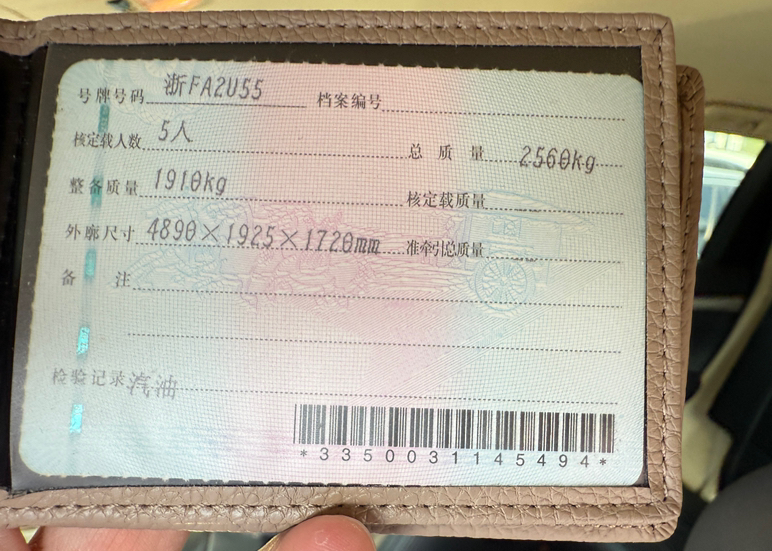 号牌号码 浙FA2U55 档案编号
核定载人数 5人 总质量 2560kg
整备质量 1910kg 核定载质量
外廓尺寸 4890×1925×1720mm 准牵引总质量
备注
检验记录 汽油
*3350031145494*